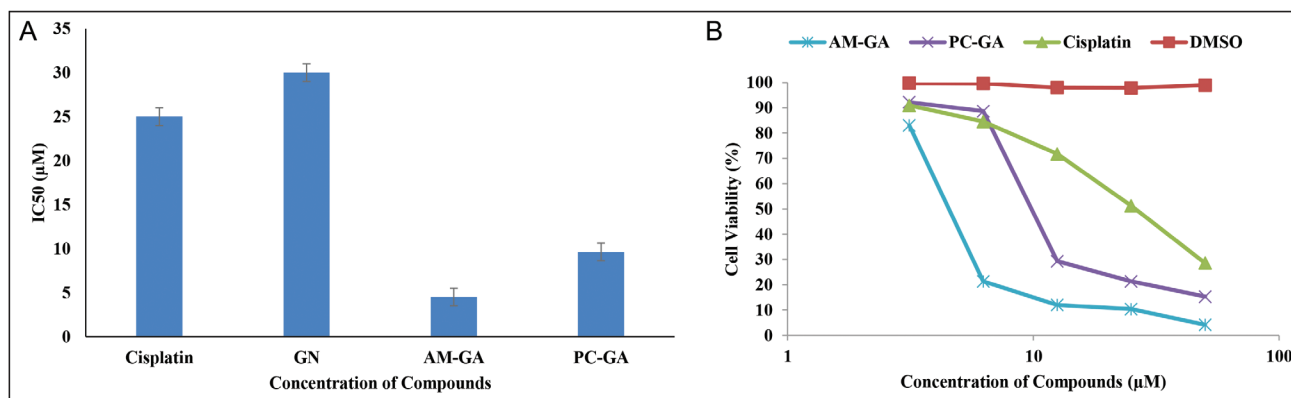 A
35
30
25
20
15
10
5
0
IC50 (µM)
Cisplatin GN AM-GA PC-GA
Concentration of Compounds
B
AM-GA PC-GA Cisplatin DMSO
100
90
80
70
60
50
40
30
20
10
0
Cell Viability (%)
1 10 100
Concentration of Compounds (µM)